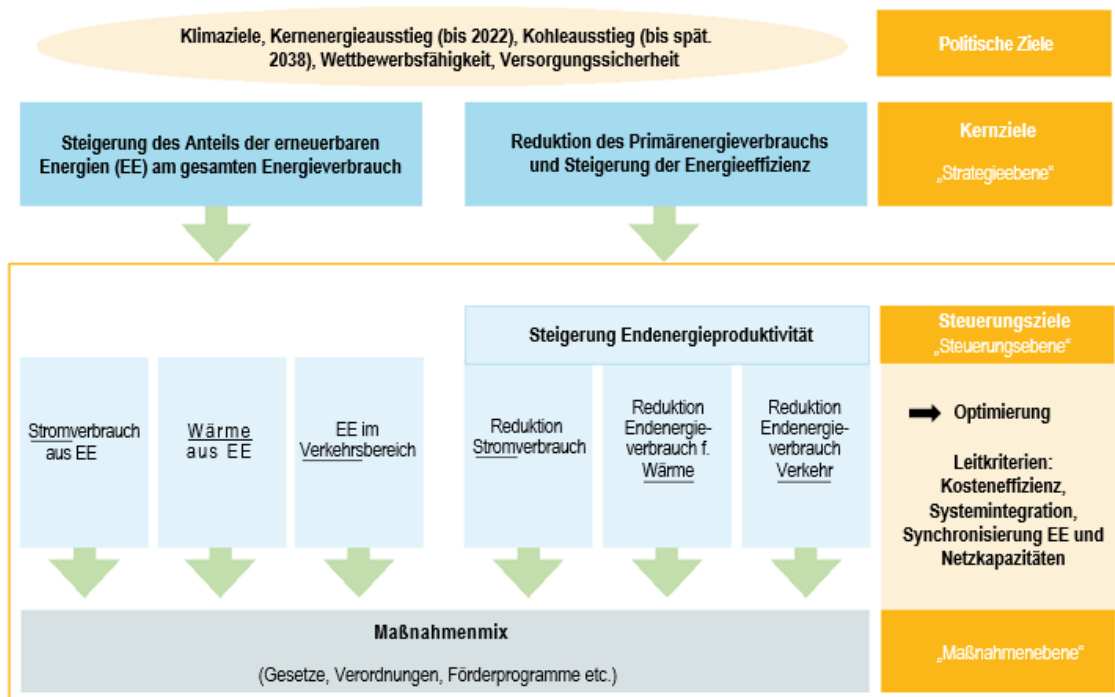 Klimaziele, Kernenergieausstieg (bis 2022), Kohleausstieg (bis spät.
2038), Wettbewerbsfähigkeit, Versorgungssicherheit
Politische Ziele
Steigerung des Anteils der erneuerbaren
Energien (EE) am gesamten Energieverbrauch
Reduktion des Primärenergieverbrauchs
und Steigerung der Energieeffizienz
Kernziele
„Strategieebene“
Steigerung Endenergieproduktivität
Steuerungsziele
„Steuerungsebene“
Stromverbrauch
aus EE
Wärme
aus EE
EE im
Verkehrsbereich
Reduktion
Stromverbrauch
Reduktion
Endenergie-
verbrauch f.
Wärme
Reduktion
Endenergie-
verbrauch
Verkehr
Optimierung
Leitkriterien:
Kosteneffizienz,
Systemintegration,
Synchronisierung EE und
Netzkapazitäten
Maßnahmenmix
(Gesetze, Verordnungen, Förderprogramme etc.)
„Maßnahmenebene“